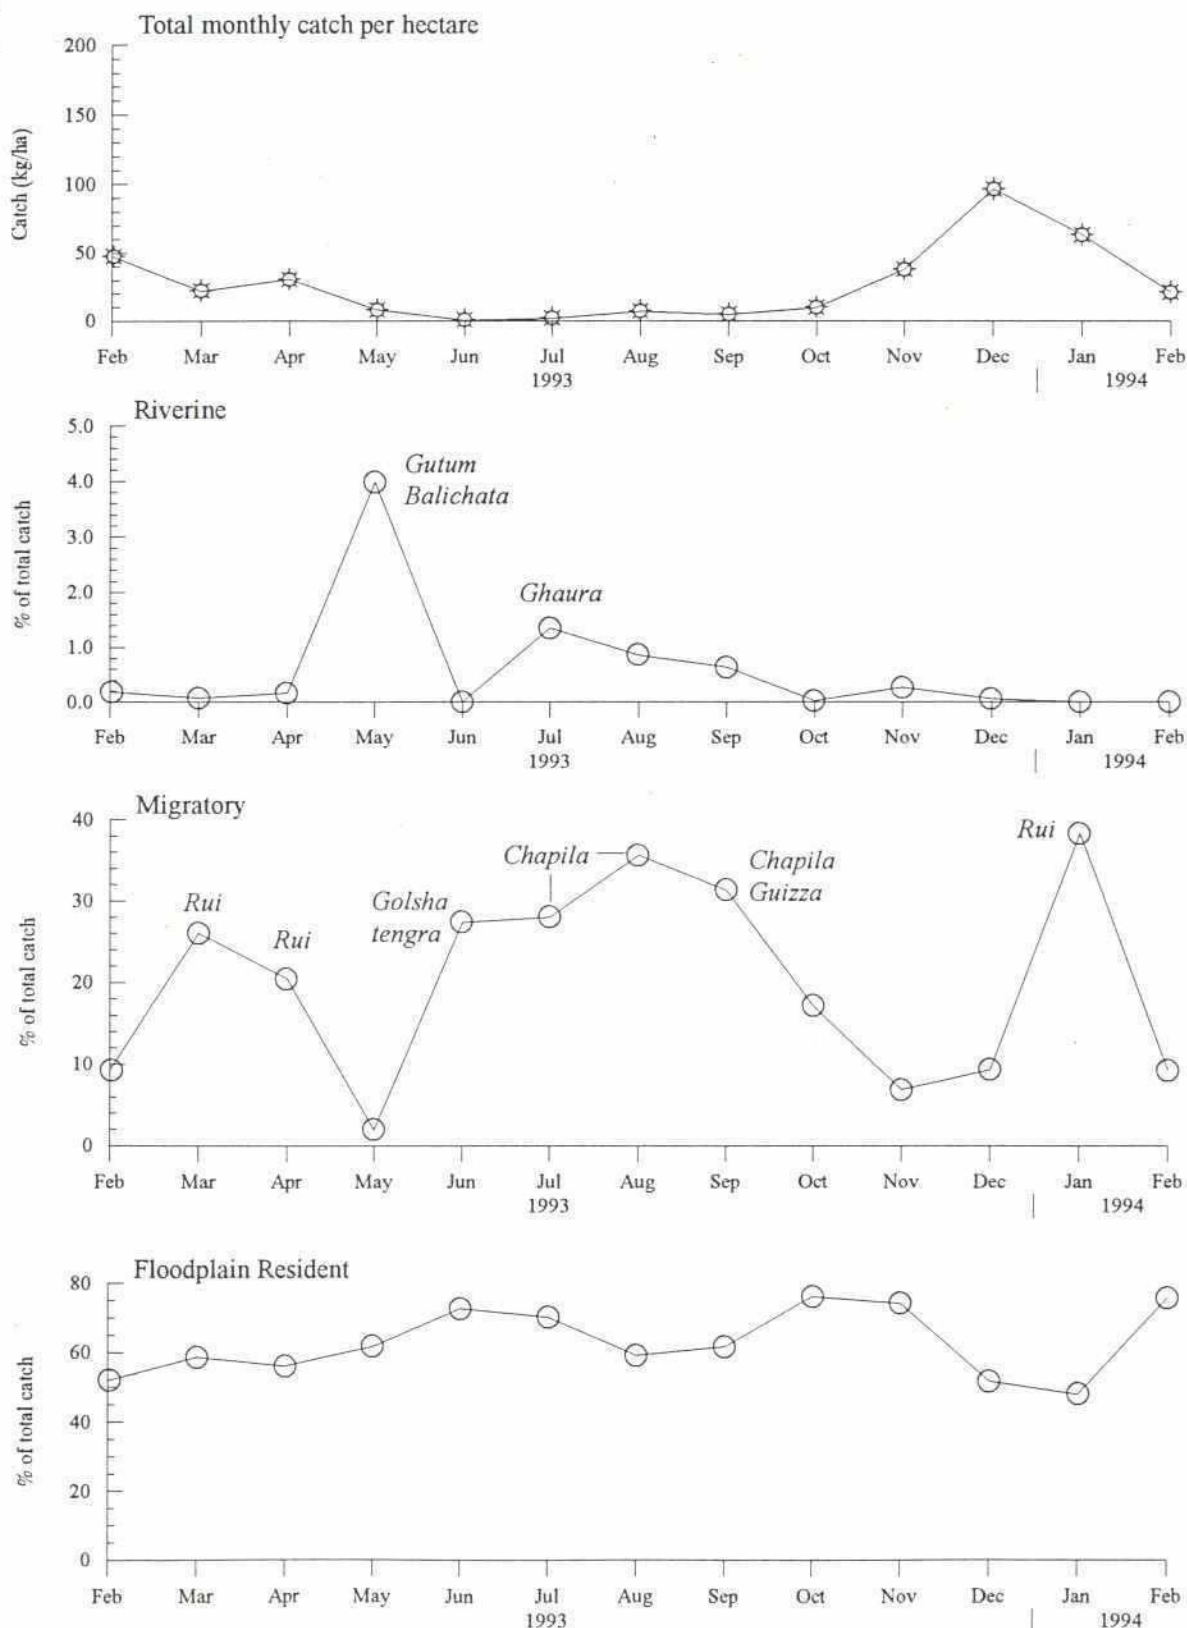 Total monthly catch per hectare
200
150
100
50
0
Catch (kg/ha)
Feb Mar Apr May Jun Jul Aug Sep Oct Nov Dec Jan Feb
1993 1994
Riverine
5.0
4.0
3.0
2.0
1.0
0.0
% of total catch
Gutum
Balichata
Ghaura
Feb Mar Apr May Jun Jul Aug Sep Oct Nov Dec Jan Feb
1993 1994
Migratory
40
30
20
10
0
% of total catch
Rui
Rui
Golsha
tengra
Chapila
Chapila
Guizza
Rui
Feb Mar Apr May Jun Jul Aug Sep Oct Nov Dec Jan Feb
1993 1994
Floodplain Resident
80
60
40
20
0
% of total catch
Feb Mar Apr May Jun Jul Aug Sep Oct Nov Dec Jan Feb
1993 1994